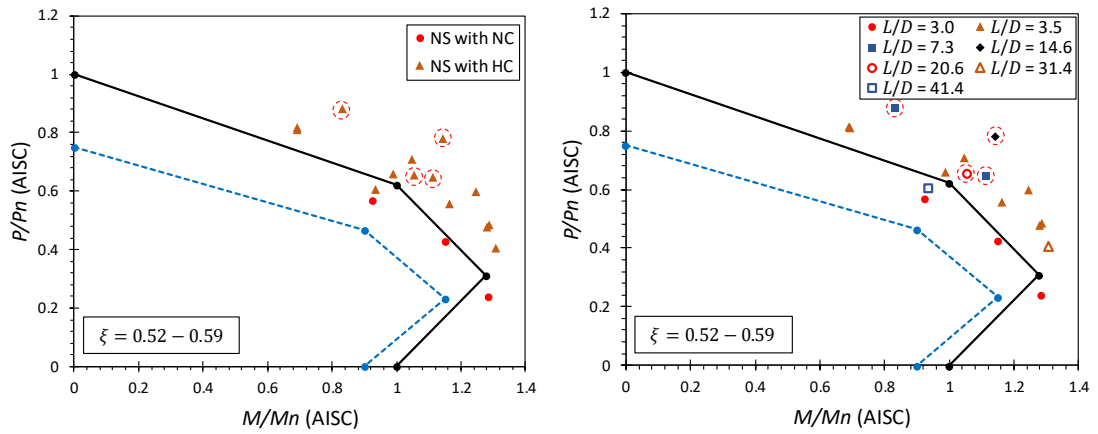 1.2
1
0.8
0.6
0.4
0.2
0
P/Pn (AISC)
NS with NC
NS with HC
ξ = 0.52 − 0.59
0 0.2 0.4 0.6 0.8 1 1.2 1.4
M/Mn (AISC)
1.2
1
0.8
0.6
0.4
0.2
0
P/Pn (AISC)
L/D = 3.0 L/D = 3.5
L/D = 7.3 L/D = 14.6
L/D = 20.6 L/D = 31.4
L/D = 41.4
ξ = 0.52 − 0.59
0 0.2 0.4 0.6 0.8 1 1.2 1.4
M/Mn (AISC)